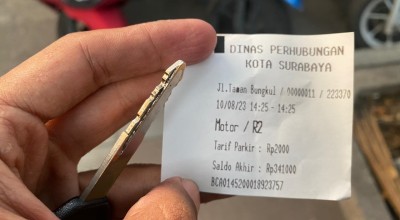 DINAS PERHUBUNGAN
KOTA SURABAYA
Jl.Taman Bungkul / 00000011 / 223370
10/08/23 14:25 - 14:25
Motor / R2
Tarif Parkir : Rp2000
Saldo Akhir : Rp341000
BCA0145200018923757